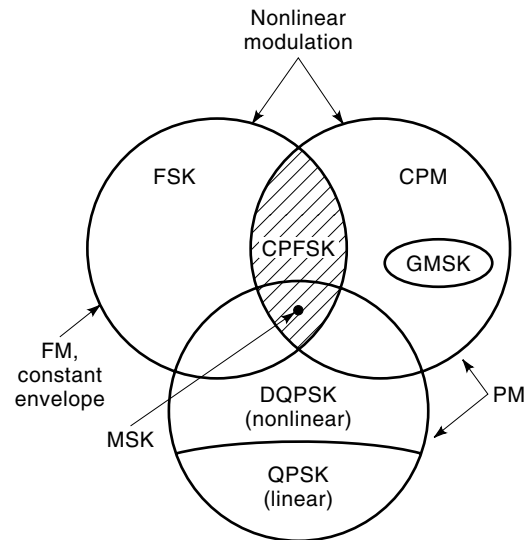 Nonlinear
modulation
FSK
CPM
CPFSK
GMSK
FM,
constant
envelope
MSK
DQPSK
(nonlinear)
PM
QPSK
(linear)